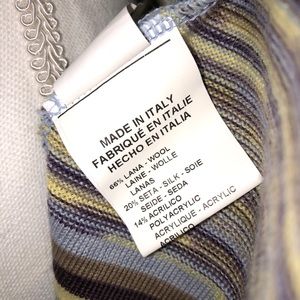 MADE IN ITALY
FABRIQUÉ EN ITALIE
HECHO EN ITALIA
66% LANA - WOOL
LAINE - WOLLE
LANAS
20% SETA - SILK - SOIE
SEIDE - SEDA
14% ACRILICO
POLYACRYLIC
ACRYLIQUE - ACRYLIC
ACRILICO